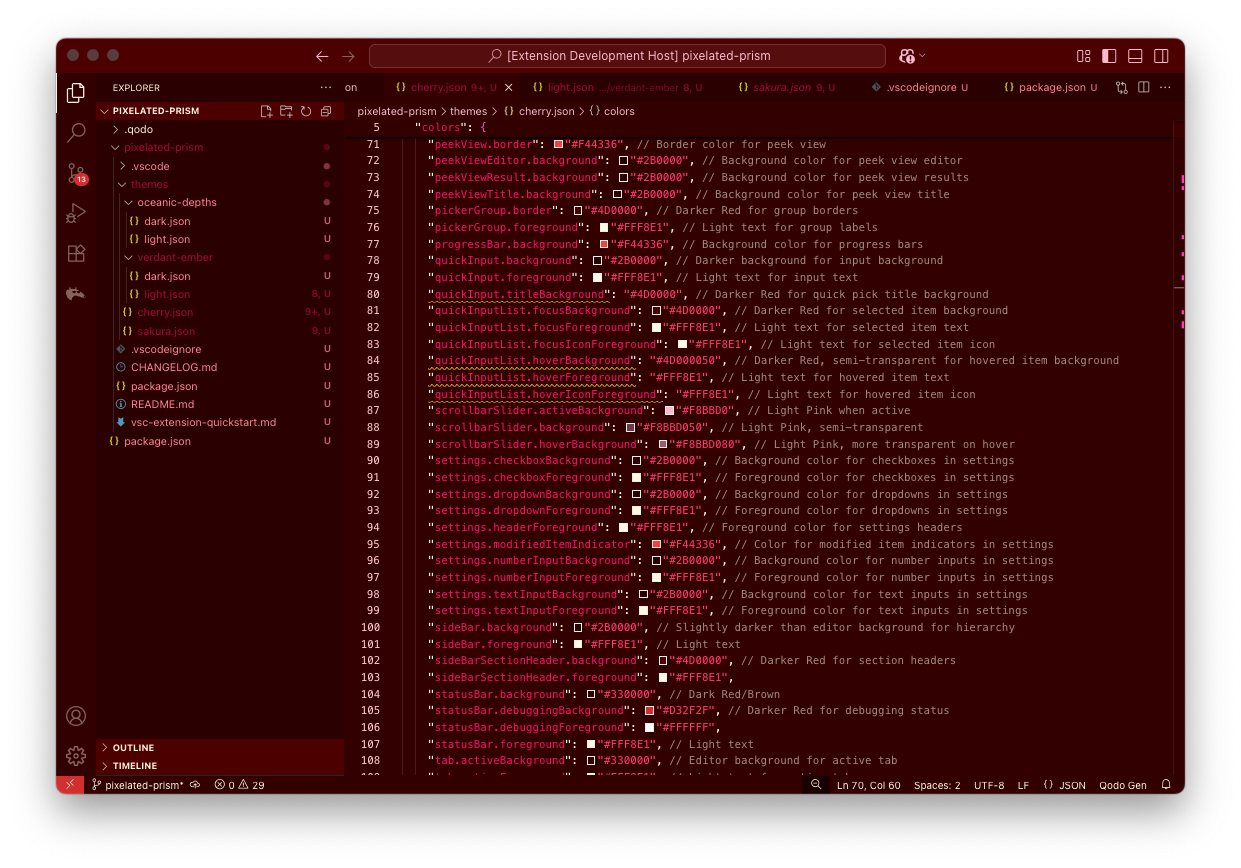 [Extension Development Host] pixelated-prism
EXPLORER
on
cherry.json 9+, U
light.json .../verdant-ember 8, U
sakura.json 9, U
.vscodeignore U
package.json U
PIXELATED-PRISM
pixelated-prism > themes > {} cherry.json > {} colors
.qodo
pixelated-prism
.vscode
themes
oceanic-depths
dark.json U
light.json U
verdant-ember
dark.json U
light.json 8, U
cherry.json 9+, U
sakura.json 9, U
.vscodeignore U
CHANGELOG.md U
package.json U
README.md U
vsc-extension-quickstart.md U
package.json U
13
OUTLINE
TIMELINE
5 "colors": {
71 "peekView.border": "#F44336", // Border color for peek view
72 "peekViewEditor.background": "#2B0000", // Background color for peek view editor
73 "peekViewResult.background": "#2B0000", // Background color for peek view results
74 "peekViewTitle.background": "#2B0000", // Background color for peek view title
75 "pickerGroup.border": "#4D0000", // Darker Red for group borders
76 "pickerGroup.foreground": "#FFF8E1", // Light text for group labels
77 "progressBar.background": "#F44336", // Background color for progress bars
78 "quickInput.background": "#2B0000", // Darker background for input background
79 "quickInput.foreground": "#FFF8E1", // Light text for input text
80 "quickInput.titleBackground": "#4D0000", // Darker Red for quick pick title background
81 "quickInputList.focusBackground": "#4D0000", // Darker Red for selected item background
82 "quickInputList.focusForeground": "#FFF8E1", // Light text for selected item text
83 "quickInputList.focusIconForeground": "#FFF8E1", // Light text for selected item icon
84 "quickInputList.hoverBackground": "#4D000050", // Darker Red, semi-transparent for hovered item background
85 "quickInputList.hoverForeground": "#FFF8E1", // Light text for hovered item text
86 "quickInputList.hoverIconForeground": "#FFF8E1", // Light text for hovered item icon
87 "scrollbarSlider.activeBackground": "#F8BBD0", // Light Pink when active
88 "scrollbarSlider.background": "#F8BBD050", // Light Pink, semi-transparent
89 "scrollbarSlider.hoverBackground": "#F8BBD080", // Light Pink, more transparent on hover
90 "settings.checkboxBackground": "#2B0000", // Background color for checkboxes in settings
91 "settings.checkboxForeground": "#FFF8E1", // Foreground color for checkboxes in settings
92 "settings.dropdownBackground": "#2B0000", // Background color for dropdowns in settings
93 "settings.dropdownForeground": "#FFF8E1", // Foreground color for dropdowns in settings
94 "settings.headerForeground": "#FFF8E1", // Foreground color for settings headers
95 "settings.modifiedItemIndicator": "#F44336", // Color for modified item indicators in settings
96 "settings.numberInputBackground": "#2B0000", // Background color for number inputs in settings
97 "settings.numberInputForeground": "#FFF8E1", // Foreground color for number inputs in settings
98 "settings.textInputBackground": "#2B0000", // Background color for text inputs in settings
99 "settings.textInputForeground": "#FFF8E1", // Foreground color for text inputs in settings
100 "sideBar.background": "#2B0000", // Slightly darker than editor background for hierarchy
101 "sideBar.foreground": "#FFF8E1", // Light text
102 "sideBarSectionHeader.background": "#4D0000", // Darker Red for section headers
103 "sideBarSectionHeader.foreground": "#FFF8E1",
104 "statusBar.background": "#330000", // Dark Red/Brown
105 "statusBar.debuggingBackground": "#D32F2F", // Darker Red for debugging status
106 "statusBar.debuggingForeground": "#FFFFFF",
107 "statusBar.foreground": "#FFF8E1", // Light text
108 "tab.activeBackground": "#330000", // Editor background for active tab
pixelated-prism* 0 29
Ln 70, Col 60 Spaces: 2 UTF-8 LF {} JSON Qodo Gen